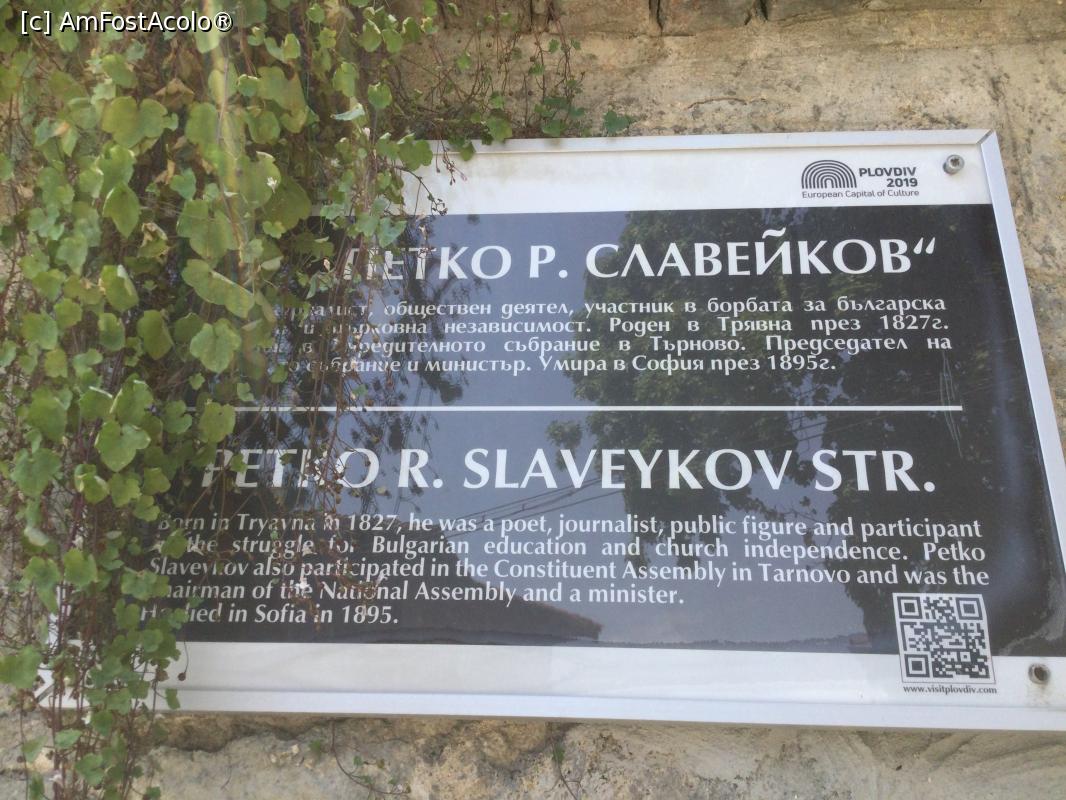 [c] AmFostAcolo®
PLOVDIV
2019
European Capital of Culture
ПЕТКО Р. СЛАВЕЙКОВ“
обществен деятел, участник в борбата за българска
и църковна независимост. Роден в Трявна през 1827г.
в Учредителното събрание в Търново. Председател на
събрание и министър. Умира в София през 1895г.
PETKO R. SLAVEYKOV STR.
Born in Tryavna in 1827, he was a poet, journalist, public figure and participant
the struggle for Bulgarian education and church independence. Petko
Slaveykov also participated in the Constituent Assembly in Tarnovo and was the
chairman of the National Assembly and a minister.
He died in Sofia in 1895.
www.visitplovdiv.com